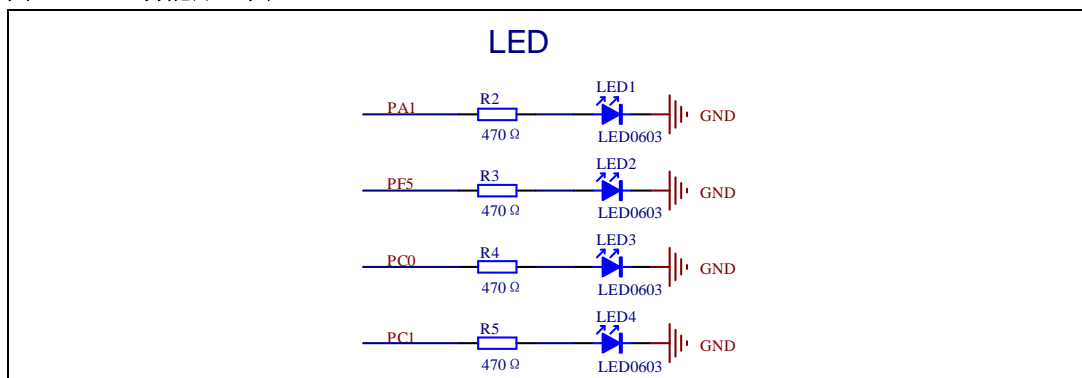 LED
LED1
PA1 R2 GND
470 Ω LED0603
LED2
PF5 R3 GND
470 Ω LED0603
LED3
PC0 R4 GND
470 Ω LED0603
LED4
PC1 R5 GND
470 Ω LED0603